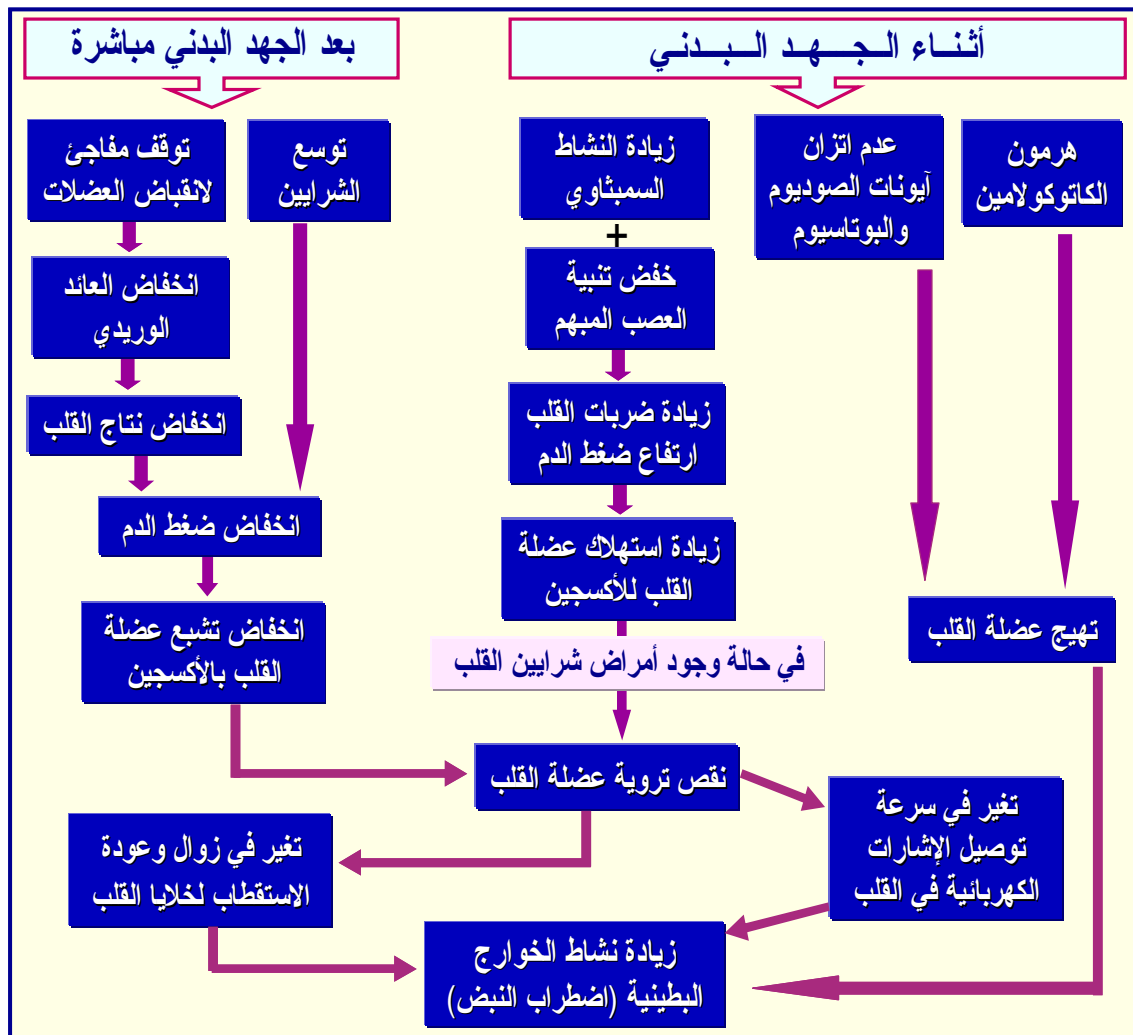 أثناء الجهد البدني
هرمون
الكاتوكولامين
عدم اتزان
آيونات الصوديوم
والبوتاسيوم
زيادة النشاط
السمبثاوي
+
خفض تنبية
العصب المبهم
زيادة ضربات القلب
ارتفاع ضغط الدم
زيادة استهلاك عضلة
القلب للأكسجين
في حالة وجود أمراض شرايين القلب
تهيج عضلة القلب
بعد الجهد البدني مباشرة
توسع
الشرايين
توقف مفاجئ
لانقباض العضلات
انخفاض العائد
الوريدي
انخفاض نتاج القلب
انخفاض ضغط الدم
انخفاض تشبع عضلة
القلب بالأكسجين
نقص تروية عضلة القلب
تغير في سرعة
توصيل الإشارات
الكهربائية في القلب
تغير في زوال وعودة
الاستقطاب لخلايا القلب
زيادة نشاط الخوارج
البطينية (اضطراب النبض)